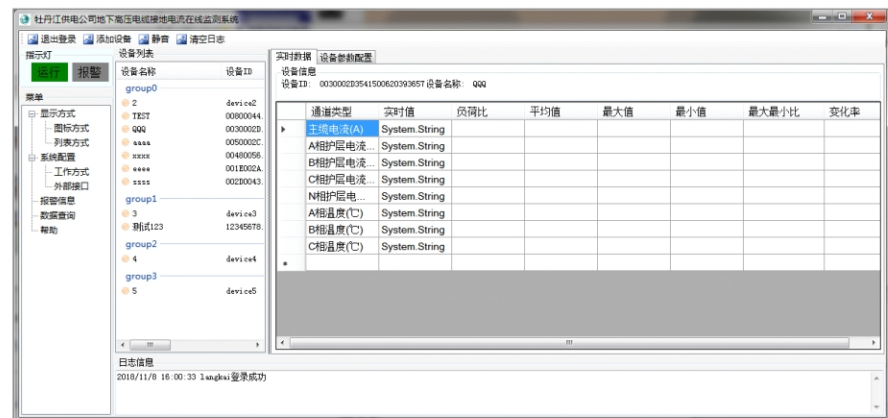 牡丹江供电公司地下高压电缆接地电流在线监测系统
退出登录 添加设备 静音 清空日志
指示灯
运行 报警
菜单
显示方式
图标方式
列表方式
系统配置
工作方式
外部接口
报警信息
数据查询
帮助
设备列表
设备名称 设备ID
group0
2 device2
TEST 00800044.
QQQ 0030002D.
aaaa 0050002C.
xxxx 00480056.
eeee 001E002A.
ssss 002D0043.
group1
3 device3
测试123 12345678.
group2
4 device4
group3
5 device5
实时数据 设备参数配置
设备信息
设备ID: 0030002D3541500620393657 设备名称: QQQ
通道类型 实时值 负荷比 平均值 最大值 最小值 最大最小比 变化率
主缆电流(A) System.String
A相护层电流... System.String
B相护层电流... System.String
C相护层电流... System.String
N相护层电... System.String
A相温度(℃) System.String
B相温度(℃) System.String
C相温度(℃) System.String
日志信息
2018/11/8 16:00:33 langkai登录成功